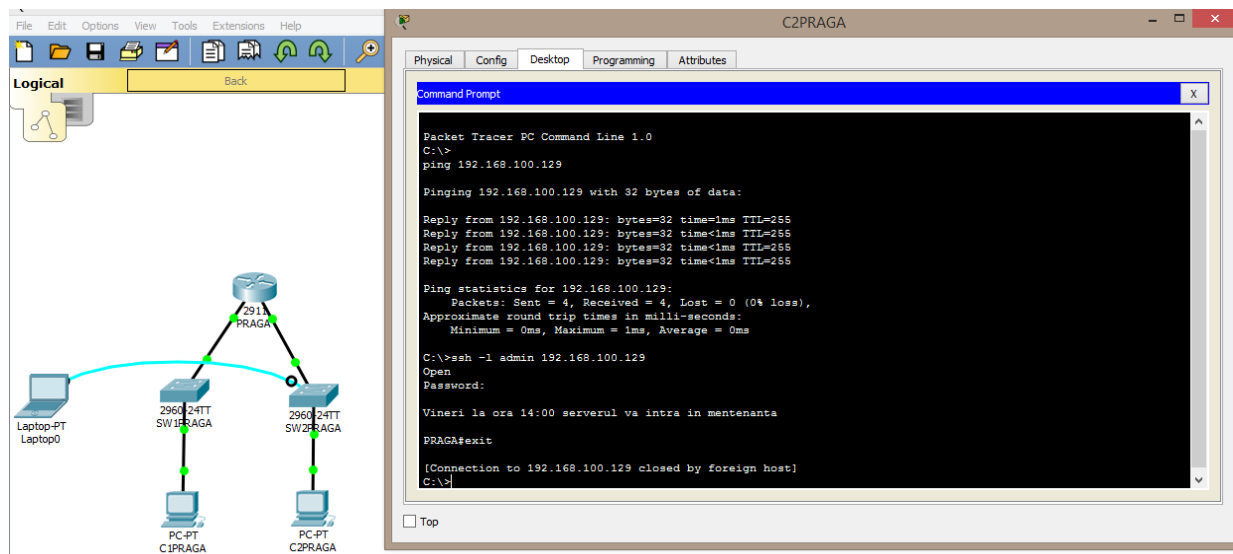 File Edit Options View Tools Extensions Help
Logical
Back
2911
PRAGA
2960-24TT
SW1PRAGA
2960-24TT
SW2PRAGA
Laptop-PT
Laptop0
PC-PT
C1PRAGA
PC-PT
C2PRAGA
C2PRAGA
Physical Config Desktop Programming Attributes
Command Prompt
X
Packet Tracer PC Command Line 1.0
C:\>
ping 192.168.100.129
Pinging 192.168.100.129 with 32 bytes of data:
Reply from 192.168.100.129: bytes=32 time=1ms TTL=255
Reply from 192.168.100.129: bytes=32 time<1ms TTL=255
Reply from 192.168.100.129: bytes=32 time<1ms TTL=255
Reply from 192.168.100.129: bytes=32 time<1ms TTL=255
Ping statistics for 192.168.100.129:
Packets: Sent = 4, Received = 4, Lost = 0 (0% loss),
Approximate round trip times in milli-seconds:
Minimum = 0ms, Maximum = 1ms, Average = 0ms
C:\>ssh -l admin 192.168.100.129
Open
Password:
Vineri la ora 14:00 serverul va intra in mentenanta
PRAGA#exit
[Connection to 192.168.100.129 closed by foreign host]
C:\>
Top